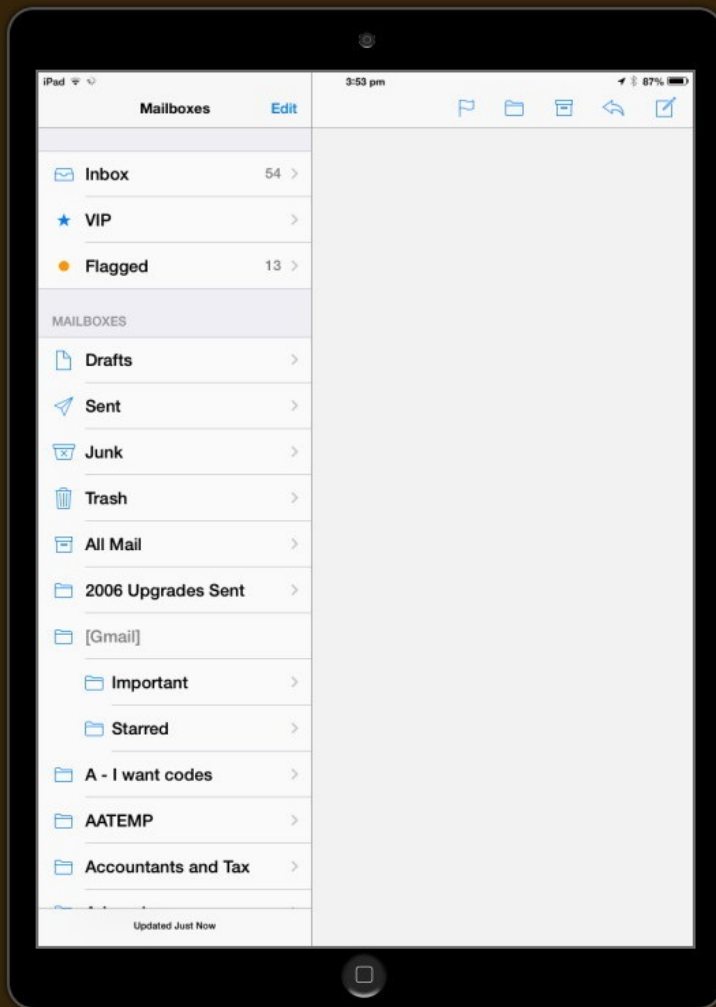 iPad 3:53 pm 87%
Mailboxes Edit
Inbox 54
VIP
Flagged 13
MAILBOXES
Drafts
Sent
Junk
Trash
All Mail
2006 Upgrades Sent
[Gmail]
Important
Starred
A - I want codes
AATEMP
Accountants and Tax
Updated Just Now